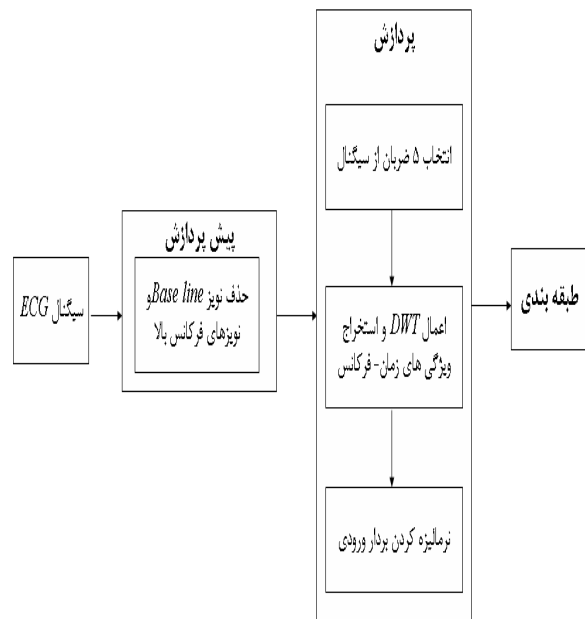 سیگنال ECG
پیش پردازش
حذف نویز Base line و
نویزهای فرکانس بالا
پردازش
انتخاب ۵ ضربان از سیگنال
اعمال DWT و استخراج
ویژگی های زمان- فرکانس
نرمالیزه کردن بردار ورودی
طبقه بندی